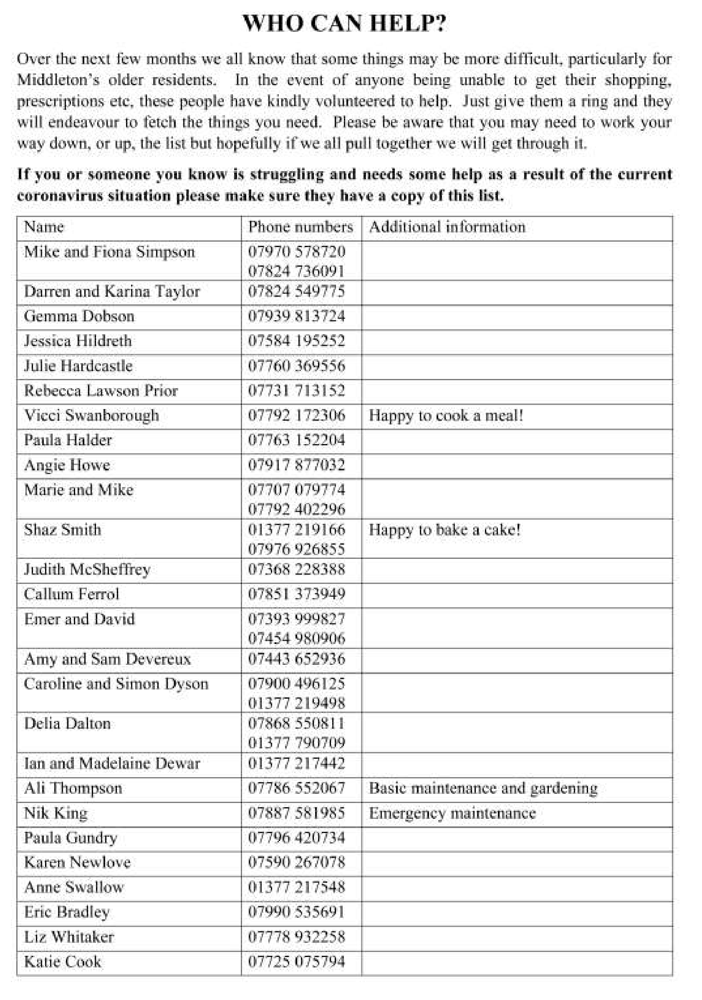 WHO CAN HELP?
Over the next few months we all know that some things may be more difficult, particularly for
Middleton's older residents. In the event of anyone being unable to get their shopping,
prescriptions etc, these people have kindly volunteered to help. Just give them a ring and they
will endeavour to fetch the things you need. Please be aware that you may need to work your
way down, or up, the list but hopefully if we all pull together we will get through it.
If you or someone you know is struggling and needs some help as a result of the current
coronavirus situation please make sure they have a copy of this list.
Name Phone numbers Additional information
Mike and Fiona Simpson 07970 578720
07824 736091
Darren and Karina Taylor 07824 549775
Gemma Dobson 07939 813724
Jessica Hildreth 07584 195252
Julie Hardcastle 07760 369556
Rebecca Lawson Prior 07731 713152
Vicci Swanborough 07792 172306 Happy to cook a meal!
Paula Halder 07763 152204
Angie Howe 07917 877032
Marie and Mike 07707 079774
07792 402296
Shaz Smith 01377 219166 Happy to bake a cake!
07976 926855
Judith McSheffrey 07368 228388
Callum Ferrol 07851 373949
Emer and David 07393 999827
07454 980906
Amy and Sam Devereux 07443 652936
Caroline and Simon Dyson 07900 496125
01377 219498
Delia Dalton 07868 550811
01377 790709
Ian and Madelaine Dewar 01377 217442
Ali Thompson 07786 552067 Basic maintenance and gardening
Nik King 07887 581985 Emergency maintenance
Paula Gundry 07796 420734
Karen Newlove 07590 267078
Anne Swallow 01377 217548
Eric Bradley 07990 535691
Liz Whitaker 07778 932258
Katie Cook 07725 075794